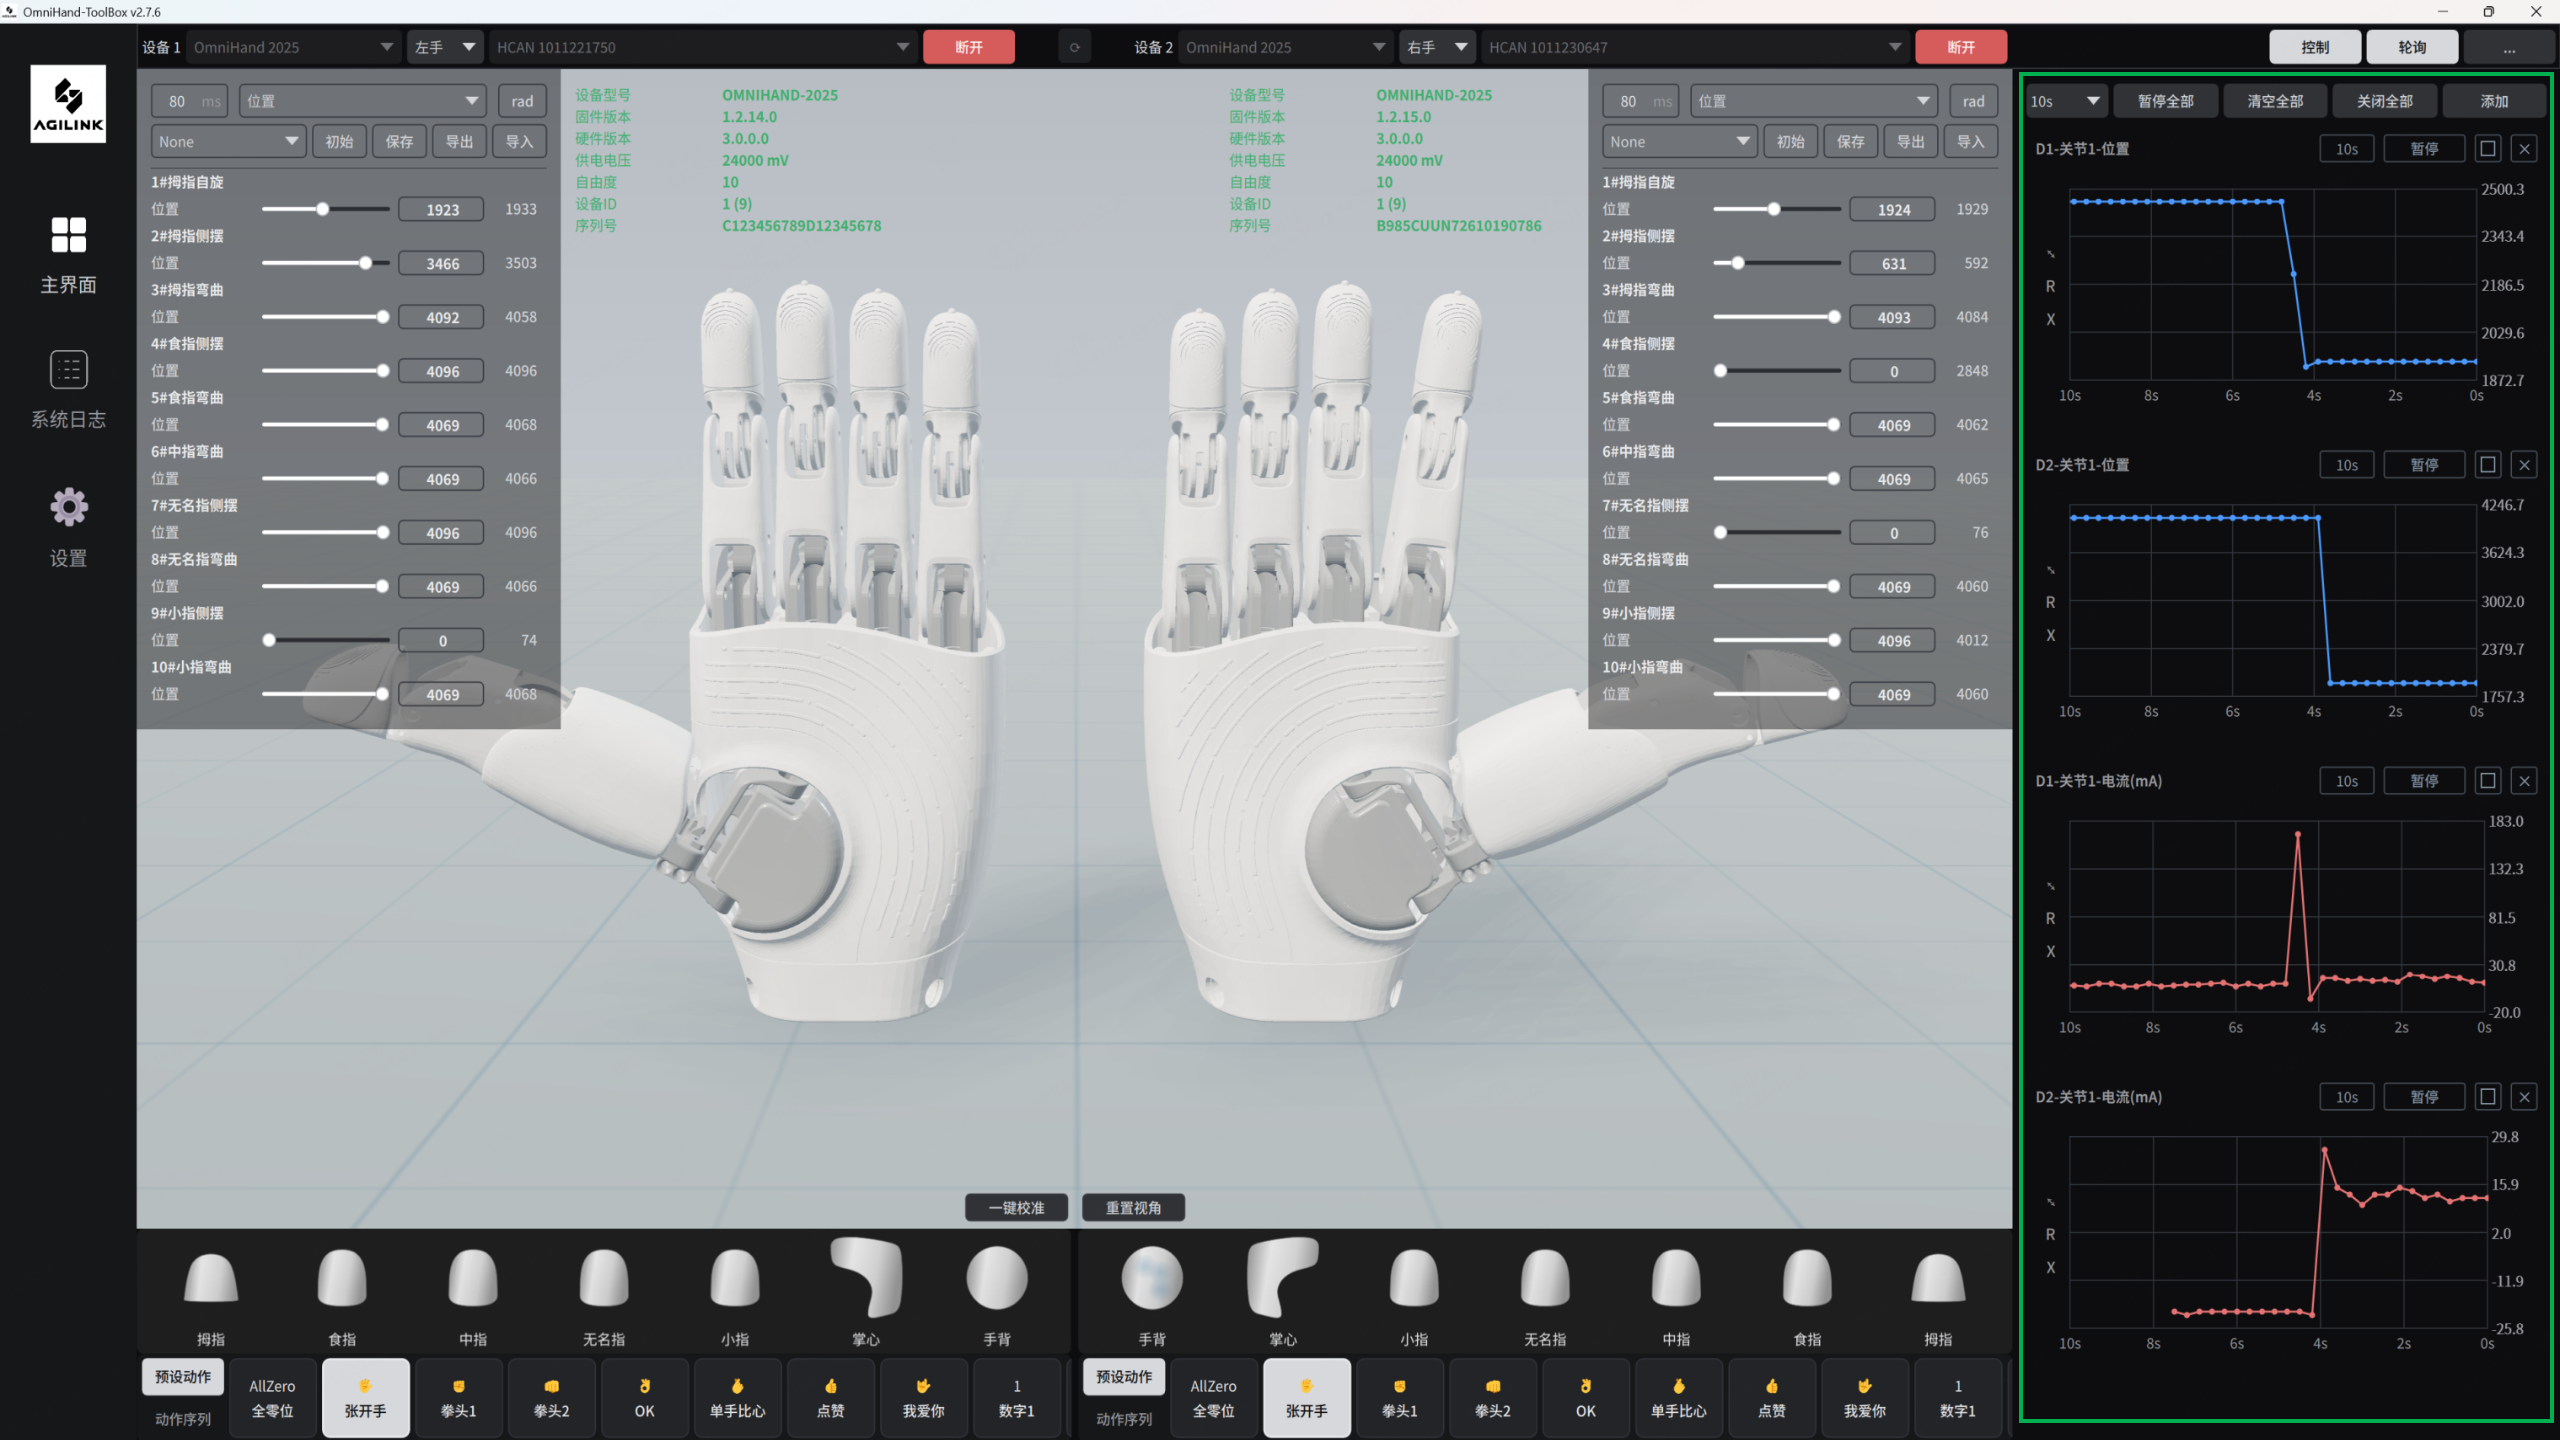 OmniHand-ToolBox v2.7.6
设备 1 OmniHand 2025 左手 HCAN 1011221750 断开 设备 2 OmniHand 2025 右手 HCAN 1011230647 断开 控制 轮询 ...
AGILINK
主界面
系统日志
设置
80 ms 位置 rad
None 初始 保存 导出 导入
1#拇指自旋
位置 1923 1933
2#拇指侧摆
位置 3466 3503
3#拇指弯曲
位置 4092 4058
4#食指侧摆
位置 4096 4096
5#食指弯曲
位置 4069 4068
6#中指弯曲
位置 4069 4066
7#无名指侧摆
位置 4096 4096
8#无名指弯曲
位置 4069 4066
9#小指侧摆
位置 0 74
10#小指弯曲
位置 4069 4068
设备型号 OMNIHAND-2025
固件版本 1.2.14.0
硬件版本 3.0.0.0
供电电压 24000 mV
自由度 10
设备ID 1 (9)
序列号 C123456789D12345678
设备型号 OMNIHAND-2025
固件版本 1.2.15.0
硬件版本 3.0.0.0
供电电压 24000 mV
自由度 10
设备ID 1 (9)
序列号 B985CUUN72610190786
80 ms 位置 rad
None 初始 保存 导出 导入
1#拇指自旋
位置 1924 1929
2#拇指侧摆
位置 631 592
3#拇指弯曲
位置 4093 4084
4#食指侧摆
位置 0 2848
5#食指弯曲
位置 4069 4062
6#中指弯曲
位置 4069 4065
7#无名指侧摆
位置 0 76
8#无名指弯曲
位置 4069 4060
9#小指侧摆
位置 4096 4012
10#小指弯曲
位置 4069 4060
10s 暂停全部 清空全部 关闭全部 添加
D1-关节1-位置 10s 暂停
2500.3
2343.4
R 2186.5
X 2029.6
1872.7
10s 8s 6s 4s 2s 0s
D2-关节1-位置 10s 暂停
4246.7
3624.3
R 3002.0
X 2379.7
1757.3
10s 8s 6s 4s 2s 0s
D1-关节1-电流(mA) 10s 暂停
183.0
132.3
R 81.5
X 30.8
-20.0
10s 8s 6s 4s 2s 0s
D2-关节1-电流(mA) 10s 暂停
29.8
15.9
R 2.0
X -11.9
-25.8
10s 8s 6s 4s 2s 0s
一键校准 重置视角
拇指 食指 中指 无名指 小指 掌心 手背 手背 掌心 小指 无名指 中指 食指 拇指
预设动作
动作序列
AllZero 1
全零位 张开手 拳头1 拳头2 OK 单手比心 点赞 我爱你 数字1
预设动作
动作序列
AllZero 1
全零位 张开手 拳头1 拳头2 OK 单手比心 点赞 我爱你 数字1